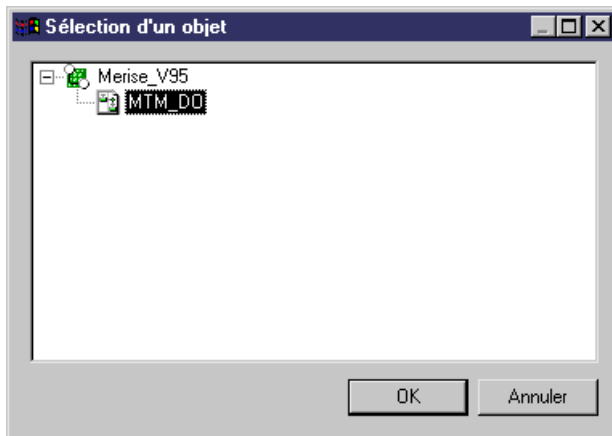 Sélection d'un objet
Merise_V95
MTM_DO
OK
Annuler